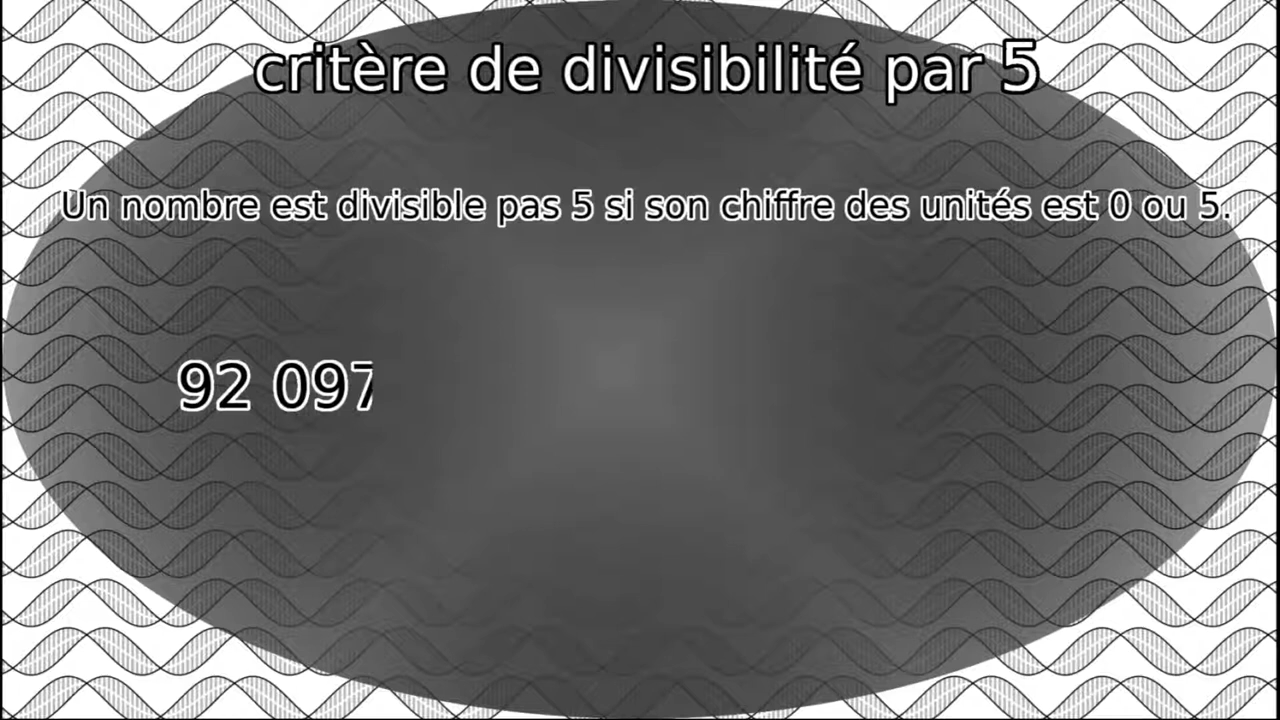 critère de divisibilité par 5
Un nombre est divisible pas 5 si son chiffre des unités est 0 ou 5.
92 097